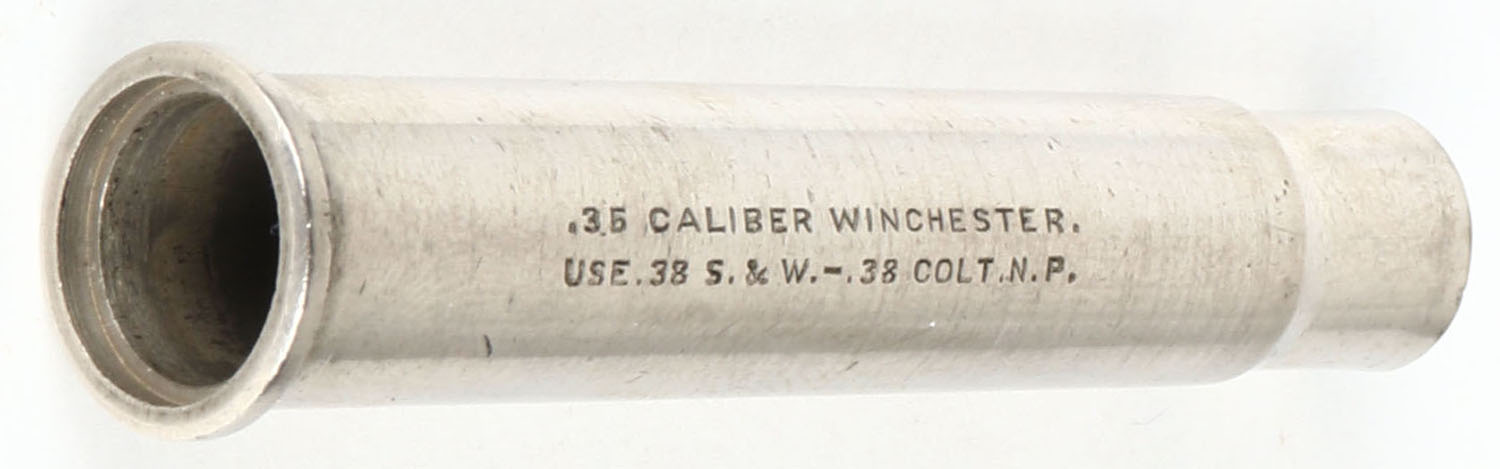 .35 CALIBER WINCHESTER.
USE .38 S. & W.-.38 COLT.N.P.